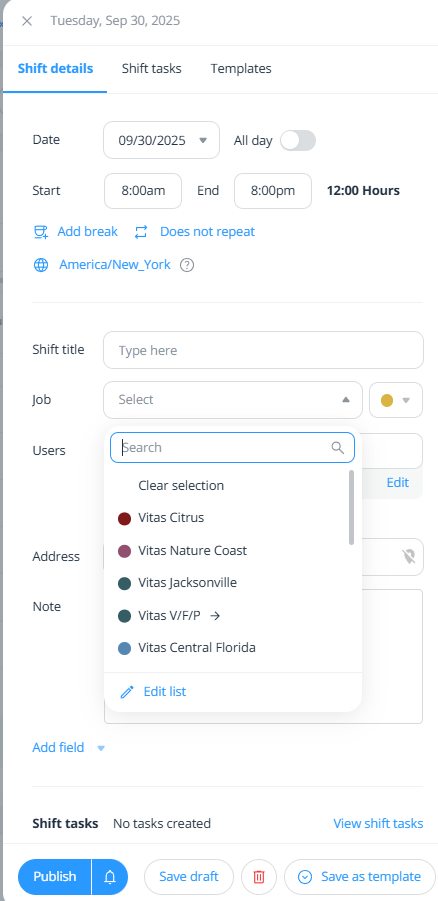 Tuesday, Sep 30, 2025
Shift details Shift tasks Templates
Date 09/30/2025 All day
Start 8:00am End 8:00pm 12:00 Hours
Add break Does not repeat
America/New_York ?
Shift title Type here
Job Select
Users
Search
Edit
Clear selection
Vitas Citrus
Vitas Nature Coast
Address
Vitas Jacksonville
Note
Vitas V/F/P →
Vitas Central Florida
Edit list
Add field
Shift tasks No tasks created View shift tasks
Publish Save draft Save as template